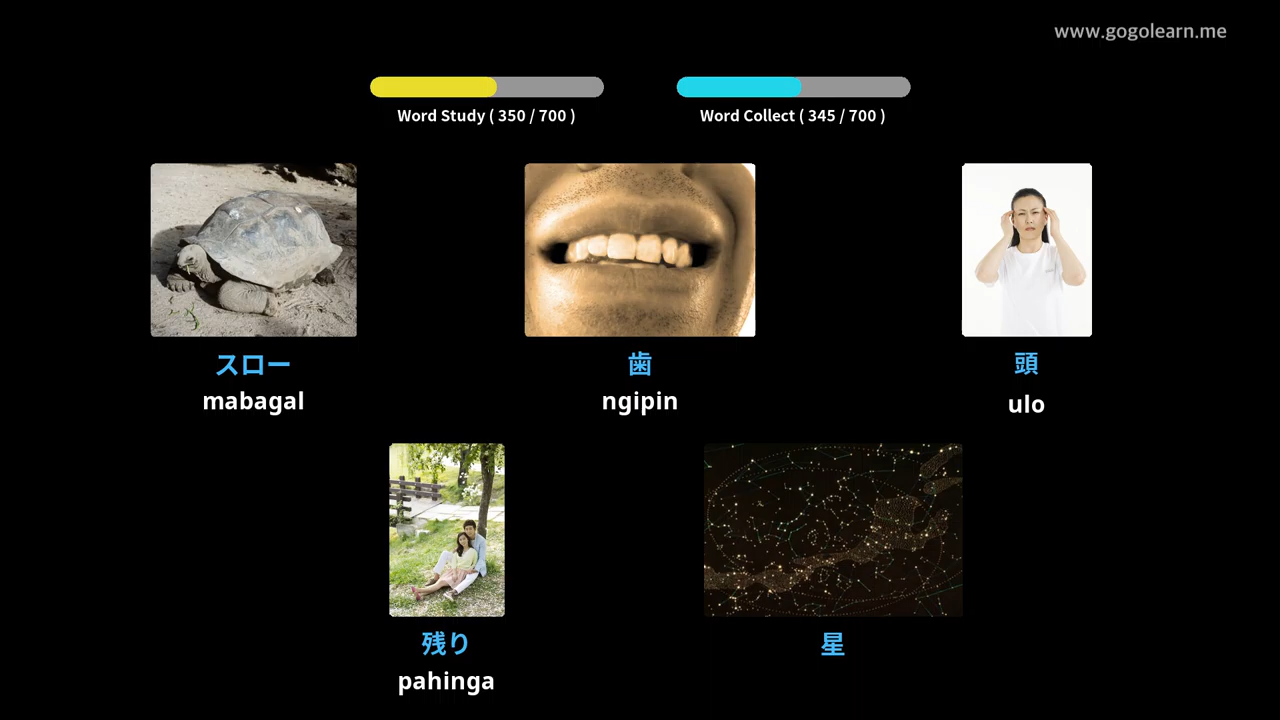 www.gogolearn.me
Word Study ( 350 / 700 )
Word Collect ( 345 / 700 )
スロー
mabagal
歯
ngipin
頭
ulo
残り
pahinga
星